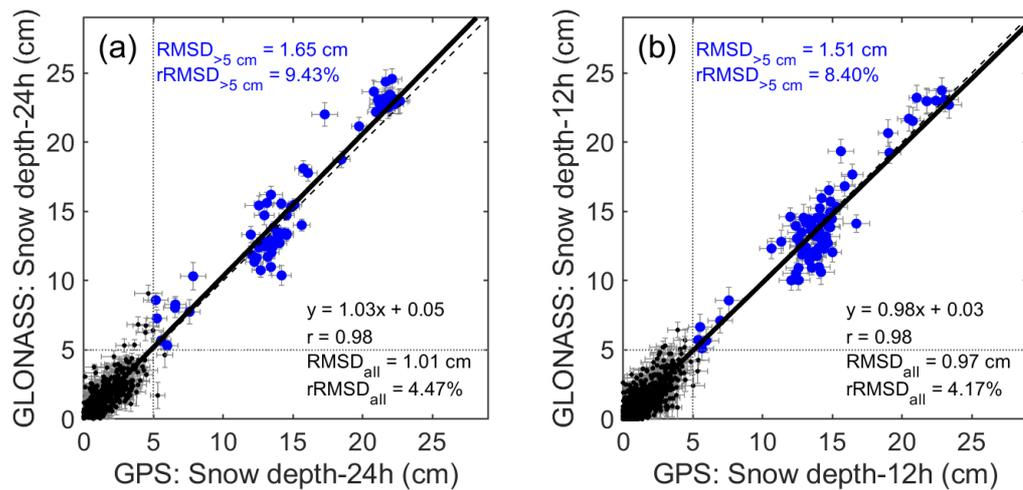 (a)
RMSD>5 cm = 1.65 cm
rRMSD>5 cm = 9.43%
y = 1.03x + 0.05
r = 0.98
RMSDall = 1.01 cm
rRMSDall = 4.47%
GLONASS: Snow depth-24h (cm)
25
20
15
10
5
0
0 5 10 15 20 25
GPS: Snow depth-24h (cm)
(b)
RMSD>5 cm = 1.51 cm
rRMSD>5 cm = 8.40%
y = 0.98x + 0.03
r = 0.98
RMSDall = 0.97 cm
rRMSDall = 4.17%
GLONASS: Snow depth-12h (cm)
25
20
15
10
5
0
0 5 10 15 20 25
GPS: Snow depth-12h (cm)